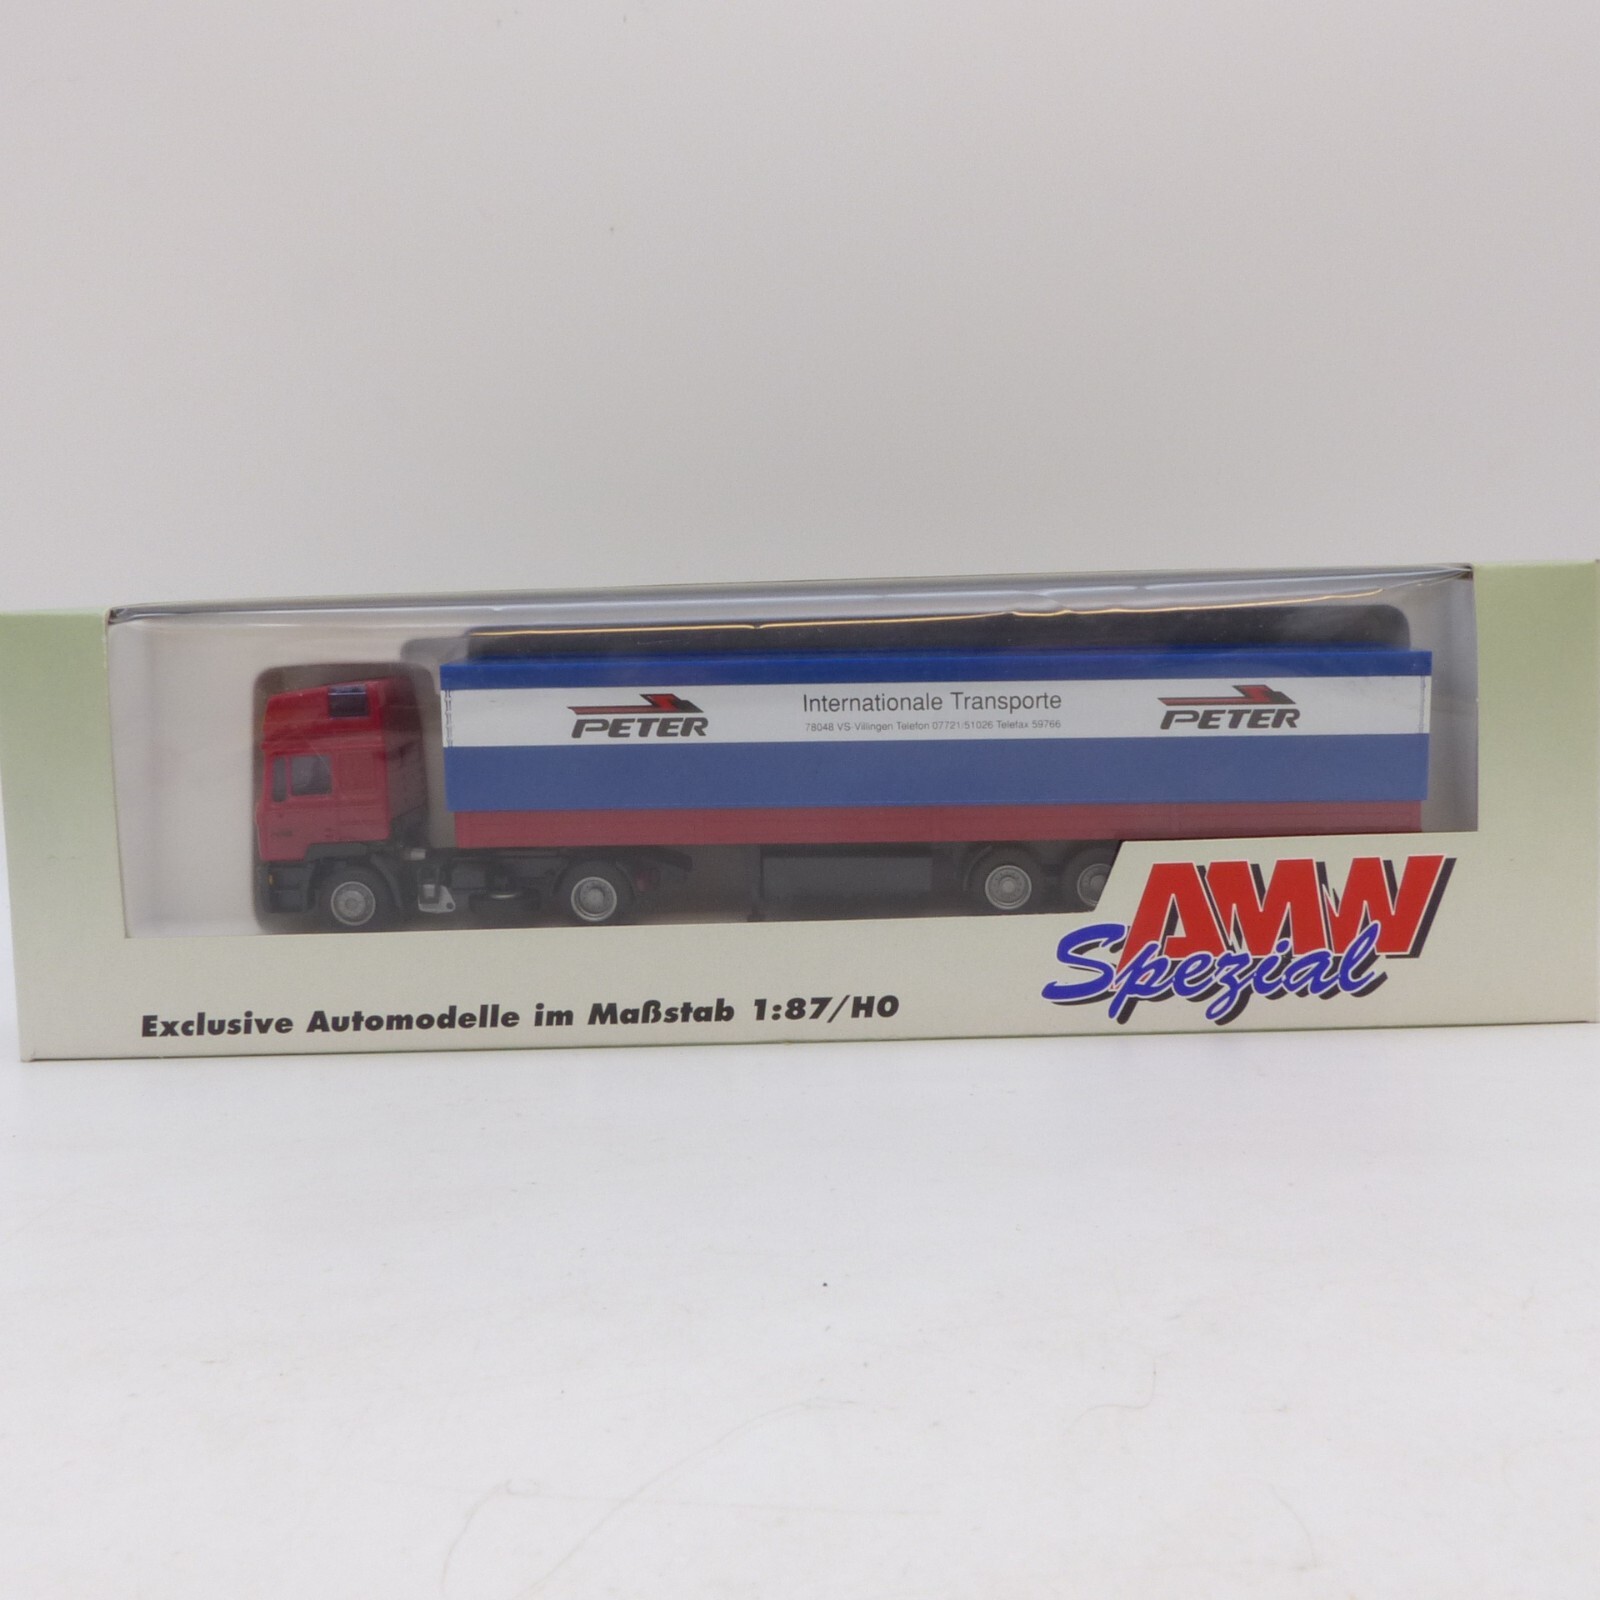 PETER
Internationale Transporte
78048 VS-Villingen Telefon 07721/51026 Telefax 59766
PETER
AMW
Spezial
Exclusive Automodelle im Maßstab 1:87/HO